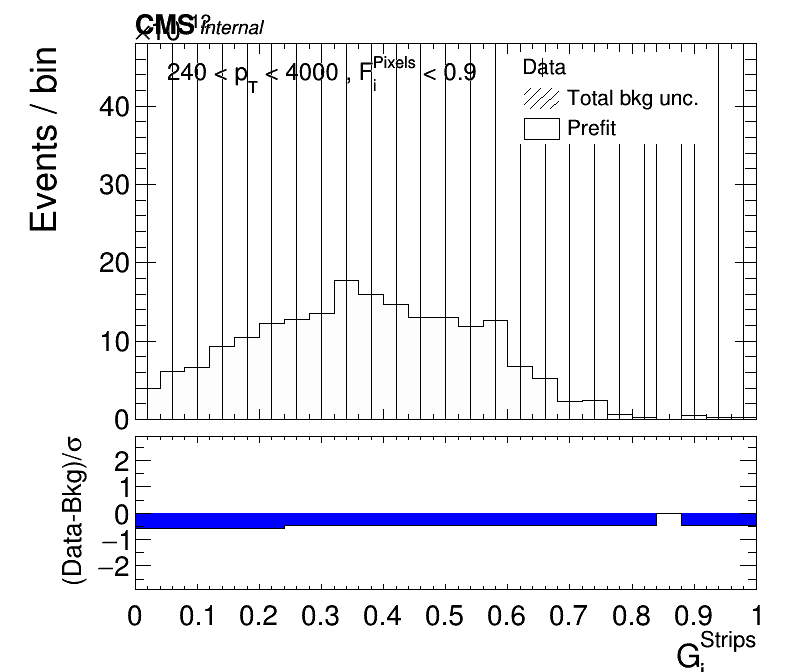 CMS Internal
×10¹²
240 < p_T < 4000 , F_i^Pixels < 0.9
Data
Total bkg unc.
Prefit
Events / bin
40
30
20
10
0
(Data-Bkg)/σ
2
1
0
−1
−2
0 0.1 0.2 0.3 0.4 0.5 0.6 0.7 0.8 0.9 1
G_i^Strips